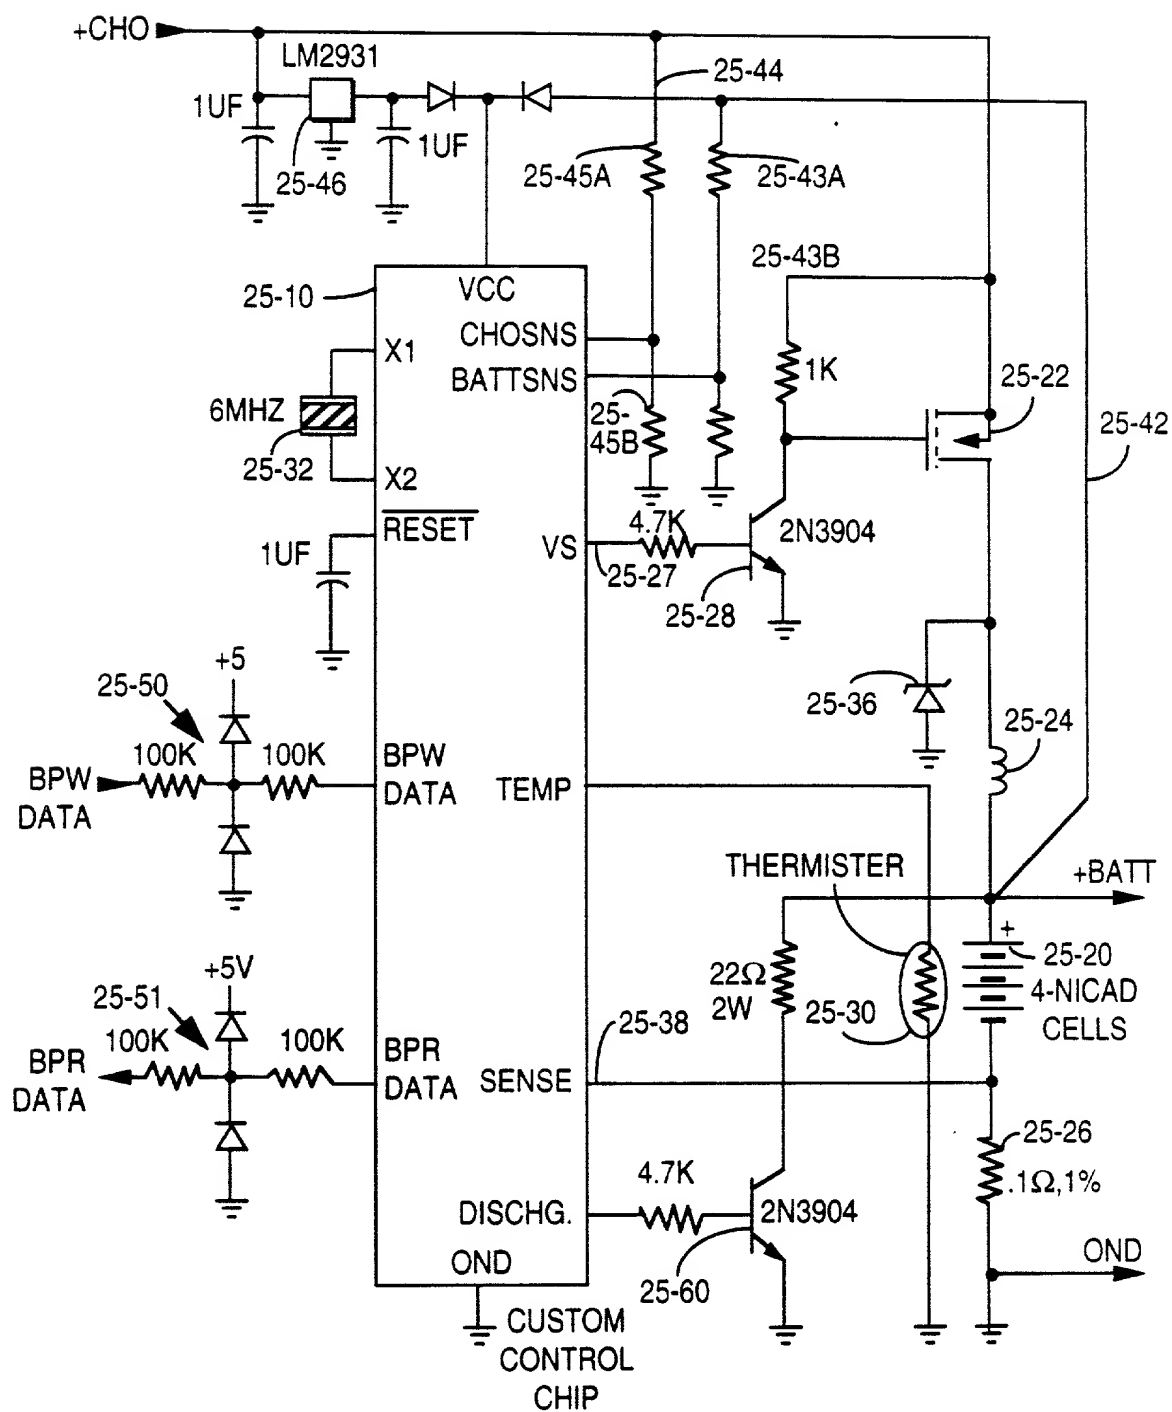 +CHO
LM2931
25-44
1UF
1UF
25-46
25-45A
25-43A
25-43B
25-10
VCC
CHOSNS
X1
BATTSNS
1K
25-22
6MHZ
25-
45B
25-42
25-32
X2
RESET
4.7K
2N3904
1UF
VS
25-27
25-28
+5
25-50
25-36
25-24
100K
100K
BPW
DATA
BPW
DATA
TEMP
THERMISTER
+BATT
+
25-20
+5V
22Ω
2W
4-NICAD
CELLS
25-51
25-30
25-38
100K
100K
BPR
DATA
BPR
DATA
SENSE
25-26
.1Ω,1%
4.7K
DISCHG.
2N3904
OND
OND
25-60
CUSTOM
CONTROL
CHIP